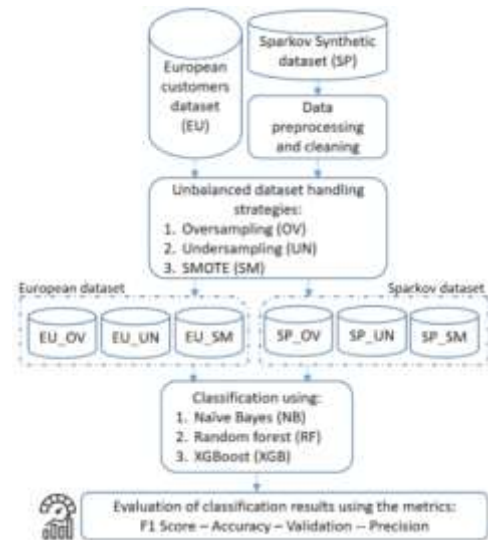 European
customers
dataset
(EU)
Sparkov Synthetic
dataset (SP)
Data
preprocessing
and cleaning
Unbalanced dataset handling
strategies:
1. Oversampling (OV)
2. Undersampling (UN)
3. SMOTE (SM)
European dataset
Sparkov dataset
EU_OV
EU_UN
EU_SM
SP_OV
SP_UN
SP_SM
Classification using:
1. Naïve Bayes (NB)
2. Random forest (RF)
3. XGBoost (XGB)
Evaluation of classification results using the metrics:
F1 Score – Accuracy – Validation – Precision